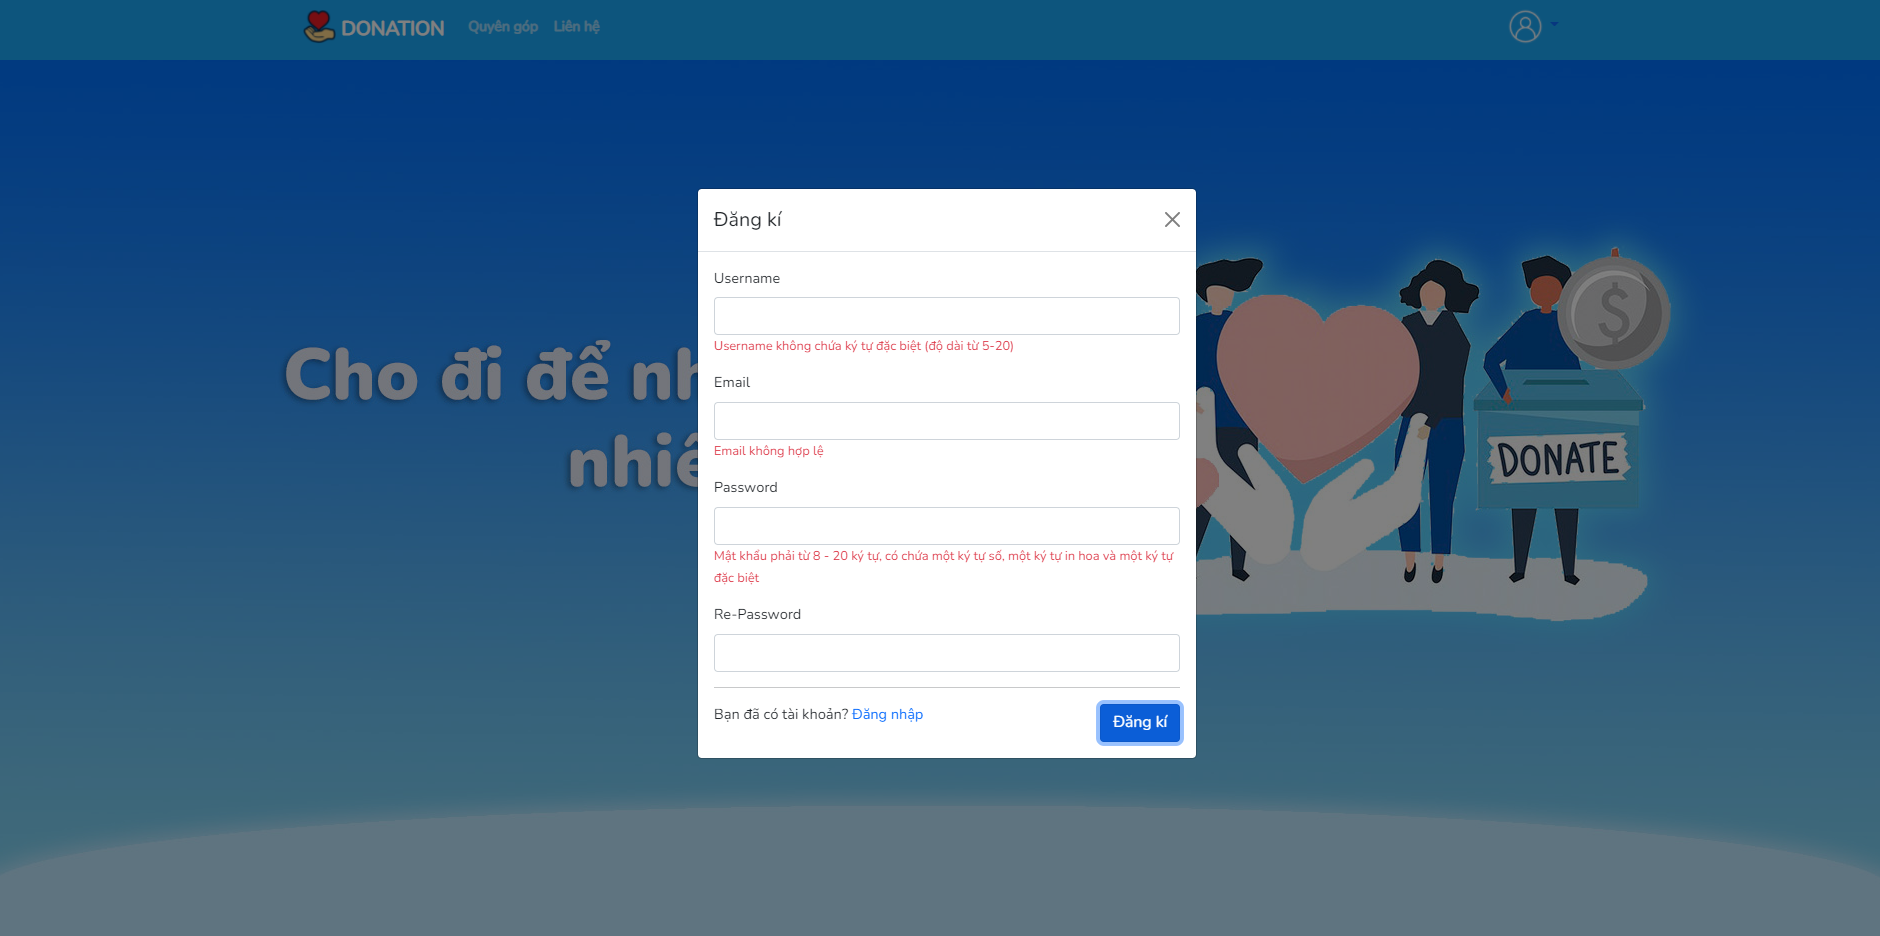 DONATION Quyên góp Liên hệ
Đăng kí
Username
Username không chứa ký tự đặc biệt (độ dài từ 5-20)
Email
Email không hợp lệ
Password
Mật khẩu phải từ 8 - 20 ký tự, có chứa một ký tự số, một ký tự in hoa và một ký tự
đặc biệt
Re-Password
Bạn đã có tài khoản? Đăng nhập
Đăng kí
Cho đi để nh
nhiê
$
DONATE